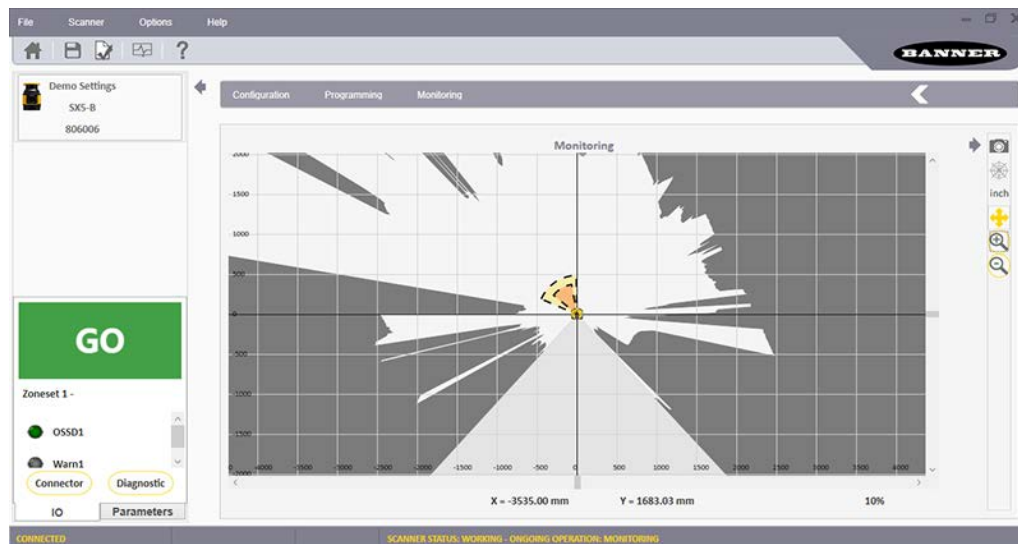 File Scanner Options Help
?
BANNER
Demo Settings
SX5-B
806006
Configuration Programming Monitoring
Monitoring
2000
1500
1000
500
0
-500
-1000
-1500
-2000
0 -4000 -3500 -3000 -2500 -2000 -1500 -1000 -500 0 500 1000 1500 2000 2500 3000 3500 4000
X = -3535.00 mm Y = 1683.03 mm 10%
inch
GO
Zoneset 1 -
OSSD1
Warn1
Connector Diagnostic
IO Parameters
CONNECTED SCANNER STATUS: WORKING - ONGOING OPERATION: MONITORING